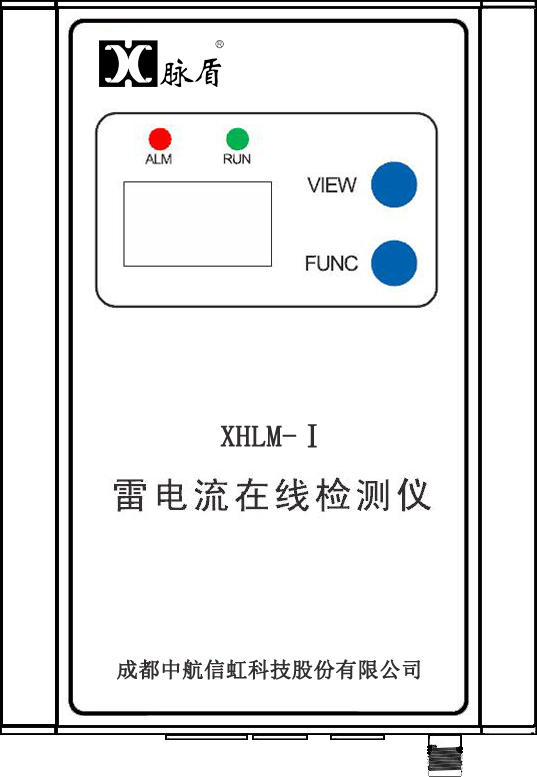 脉盾®
ALM RUN
VIEW
FUNC
XHLM-Ⅰ
雷电流在线检测仪
成都中航信虹科技股份有限公司